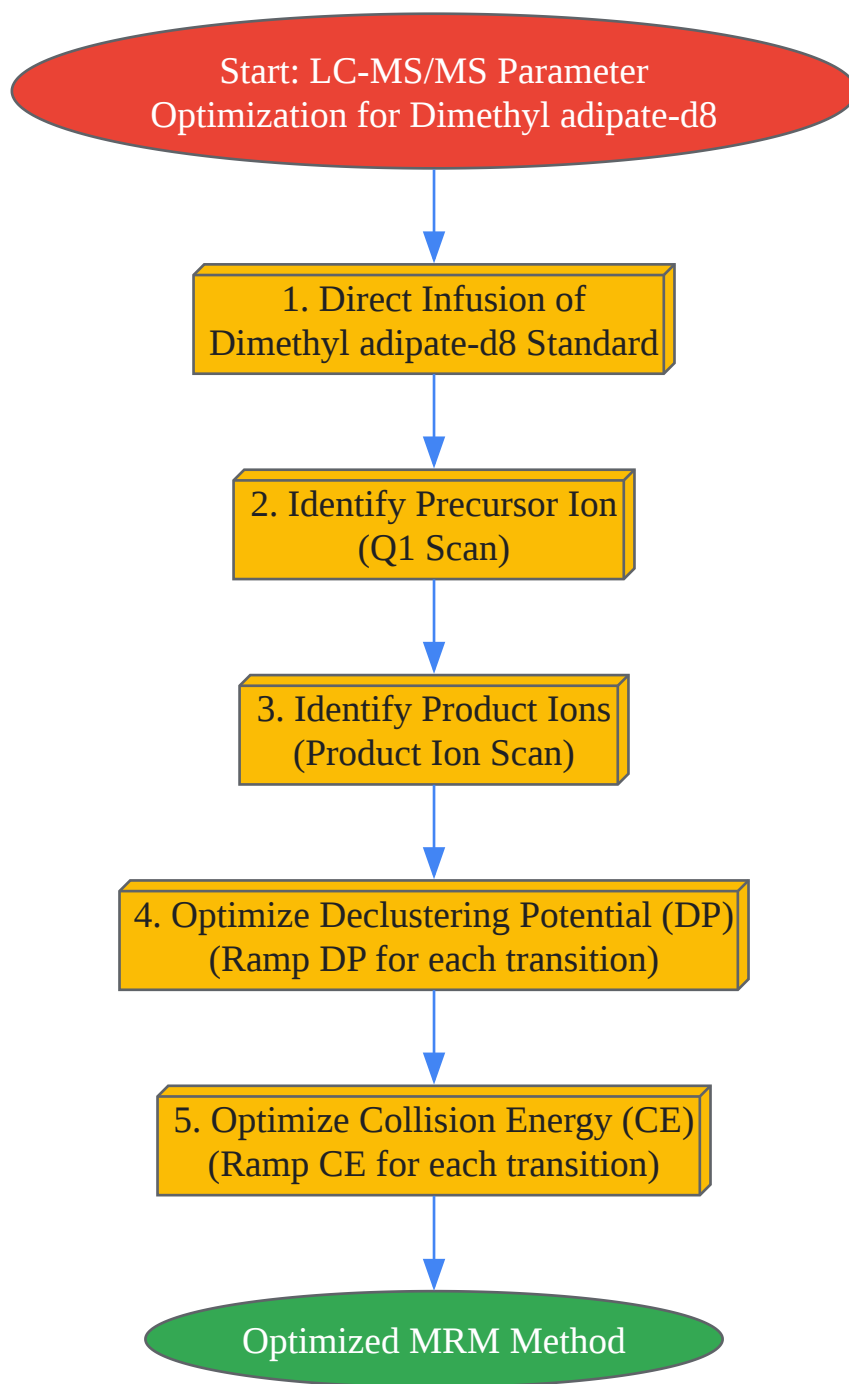 Start: LC-MS/MS Parameter
Optimization for Dimethyl adipate-d8
1. Direct Infusion of
Dimethyl adipate-d8 Standard
2. Identify Precursor Ion
(Q1 Scan)
3. Identify Product Ions
(Product Ion Scan)
4. Optimize Declustering Potential (DP)
(Ramp DP for each transition)
5. Optimize Collision Energy (CE)
(Ramp CE for each transition)
Optimized MRM Method